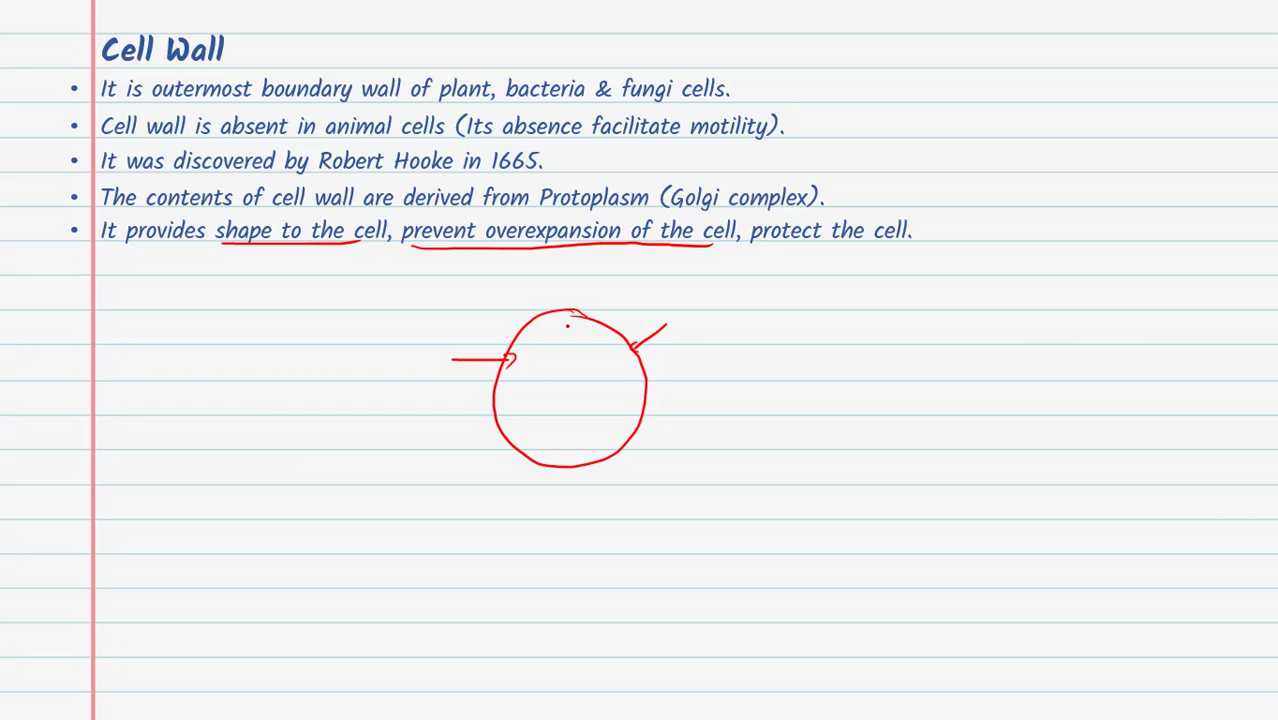 Cell Wall
• It is outermost boundary wall of plant, bacteria & fungi cells.
• Cell wall is absent in animal cells (Its absence facilitate motility).
• It was discovered by Robert Hooke in 1665.
• The contents of cell wall are derived from Protoplasm (Golgi complex).
• It provides shape to the cell, prevent overexpansion of the cell, protect the cell.